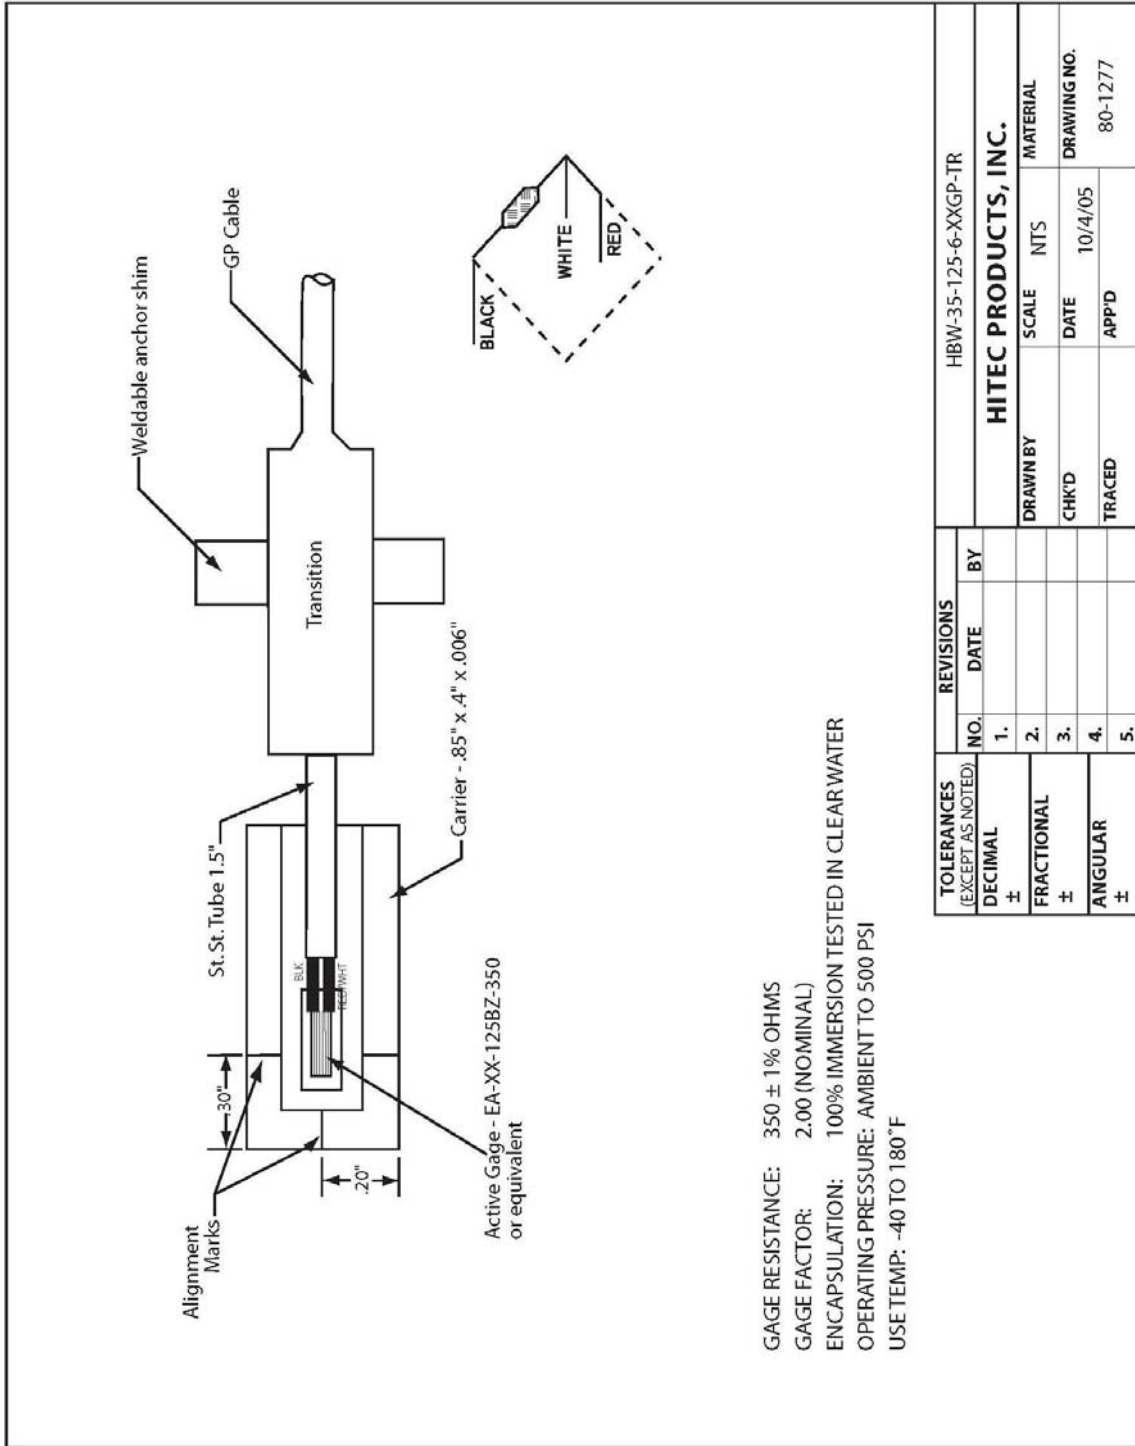 Alignment
Marks
St. St. Tube 1.5"
Weldable anchor shim
GP Cable
.30"
.20"
BLK
RED/WHT
Transition
Active Gage - EA-XX-125BZ-350
or equivalent
Carrier - .85" x .4" x .006"
BLACK
WHITE
RED
GAGE RESISTANCE: 350 ± 1% OHMS
GAGE FACTOR: 2.00 (NOMINAL)
ENCAPSULATION: 100% IMMERSION TESTED IN CLEAR WATER
OPERATING PRESSURE: AMBIENT TO 500 PSI
USE TEMP: -40 TO 180°F
TOLERANCES
(EXCEPT AS NOTED)
DECIMAL
±
FRACTIONAL
±
ANGULAR
±
REVISIONS
NO. DATE BY
1.
2.
3.
4.
5.
HBW-35-125-6-XXGP-TR
HITEC PRODUCTS, INC.
DRAWN BY SCALE NTS MATERIAL
CHK'D DATE 10/4/05 DRAWING NO.
TRACED APP'D 80-1277